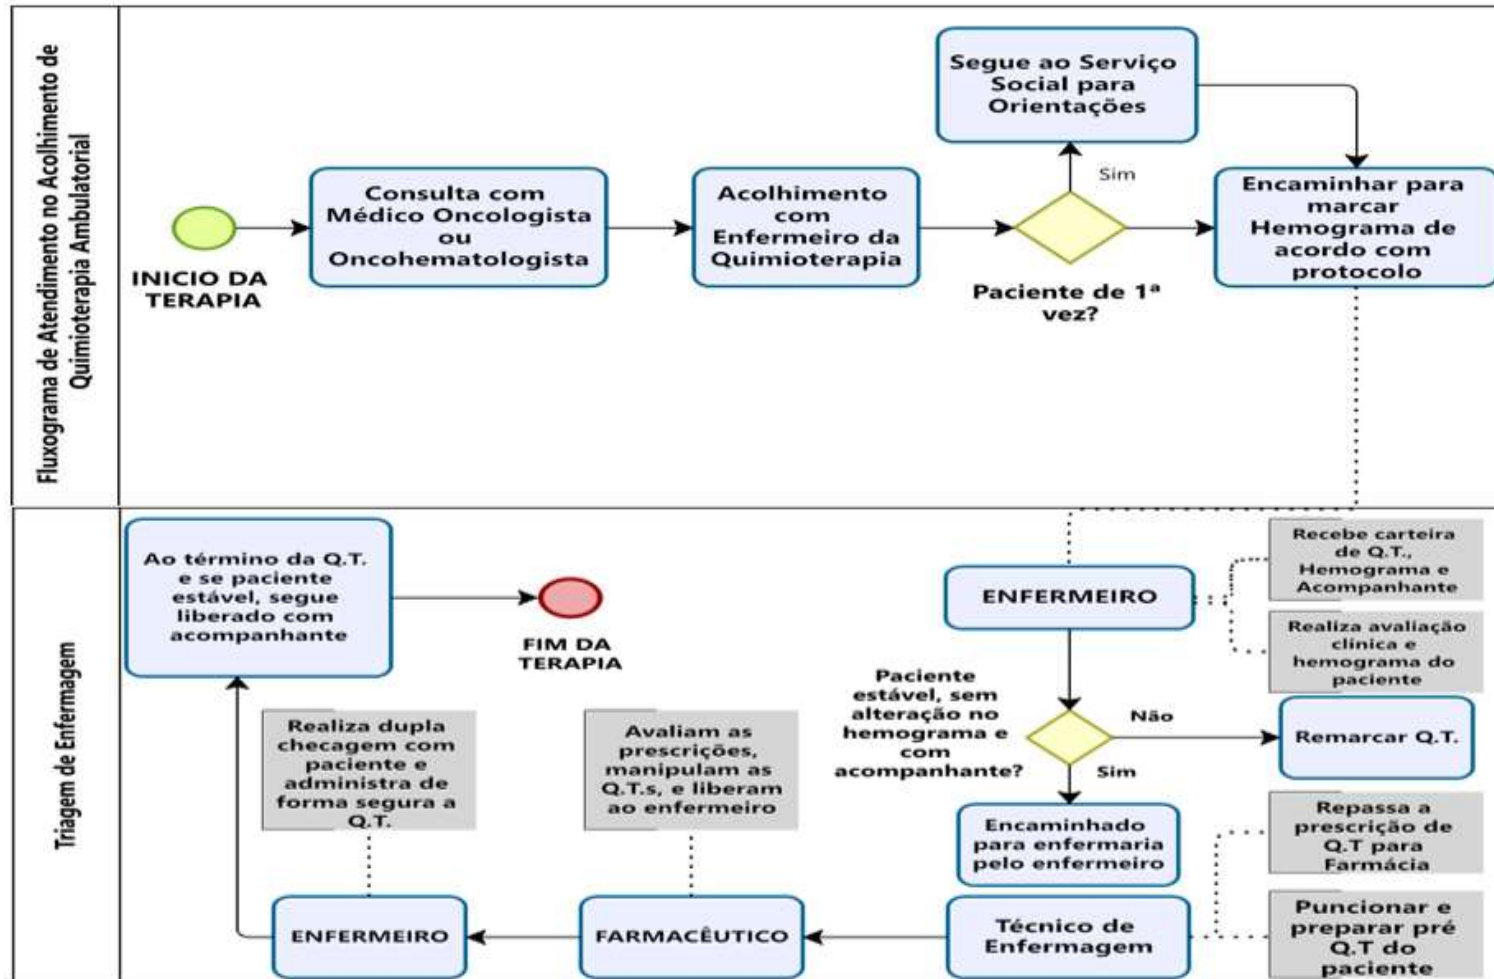 Fluxograma de Atendimento no Acolhimento de
Quimioterapia Ambulatorial
INICIO DA
TERAPIA
Consulta com
Médico Oncologista
ou
Oncohematologista
Acolhimento
com
Enfermeiro da
Quimioterapia
Paciente de 1ª
vez?
Sim
Segue ao Serviço
Social para
Orientações
Encaminhar para
marcar
Hemograma de
acordo com
protocolo
Triagem de Enfermagem
ENFERMEIRO
Recebe carteira
de Q.T.,
Hemograma e
Acompanhante
Realiza avaliação
clínica e
hemograma do
paciente
Paciente
estável, sem
alteração no
hemograma e
com
acompanhante?
Não
Remarcar Q.T.
Sim
Encaminhado
para enfermaria
pelo enfermeiro
Técnico de
Enfermagem
Repassa a
prescrição de
Q.T para
Farmácia
Puncionar e
preparar pré
Q.T do
paciente
FARMACÊUTICO
Avaliam as
prescrições,
manipulam as
Q.T.s, e liberam
ao enfermeiro
ENFERMEIRO
Realiza dupla
checagem com
paciente e
administra de
forma segura a
Q.T.
Ao término da Q.T.
e se paciente
estável, segue
liberado com
acompanhante
FIM DA
TERAPIA